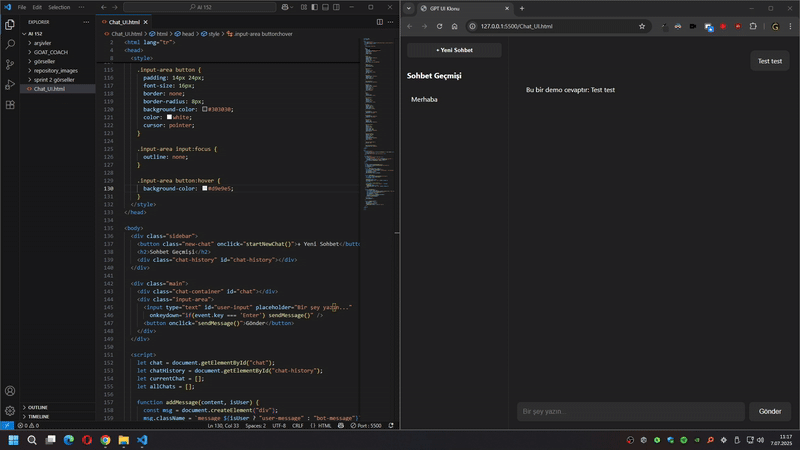 File Edit Selection ···
AI 152
EXPLORER
AI 152
arşivler
GOAT_COACH
görseller
repository_images
sprint 2 görseller
Chat_UI.html
OUTLINE
TIMELINE
Chat_UI.html
Chat_UI.html > html > head > style > .input-area button:hover
2 <html lang="tr">
4 <head>
8 <style>
115 .input-area button {
116 padding: 14px 24px;
117 font-size: 16px;
118 border: none;
119 border-radius: 8px;
120 background-color: #303030;
121 color: white;
122 cursor: pointer;
123 }
124
125 .input-area input:focus {
126 outline: none;
127 }
128
129 .input-area button:hover {
130 background-color: #d9e9e6;
131 }
132 </style>
133 </head>
134
135 <body>
136 <div class="sidebar">
137 <button class="new-chat" onclick="startNewChat()">+ Yeni Sohbet</button
138 <h2>Sohbet Geçmişi</h2>
139 <div class="chat-history" id="chat-history"></div>
140 </div>
141
142 <div class="main">
143 <div class="chat-container" id="chat"></div>
144 <div class="input-area">
145 <input type="test" id="user-input" placeholder="Bir şey yazın..."
146 onkeydown="if(event.key === 'Enter') sendMessage()" />
147 <button onclick="sendMessage()">Gönder</button>
148 </div>
149 </div>
150
151 <script>
152 let chat = document.getElementById("chat");
153 let chatHistory = document.getElementById("chat-history");
154 let currentChat = [];
155 let allChats = [];
156
157 function addMessage(content, isUser) {
158 const msg = document.createElement("div");
159 msg.className = `message ${isUser ? "user-message" : "bot-message"}`
0 0
Ln 130, Col 33 Spaces: 2 UTF-8 CRLF {} HTML Port : 5500
GPT UI Klonu
127.0.0.1:5500/Chat_UI.html
+ Yeni Sohbet
Sohbet Geçmişi
Merhaba
Test test
Bu bir demo cevaptır: Test test
Bir şey yazın...
Gönder
11:17
7.07.2025